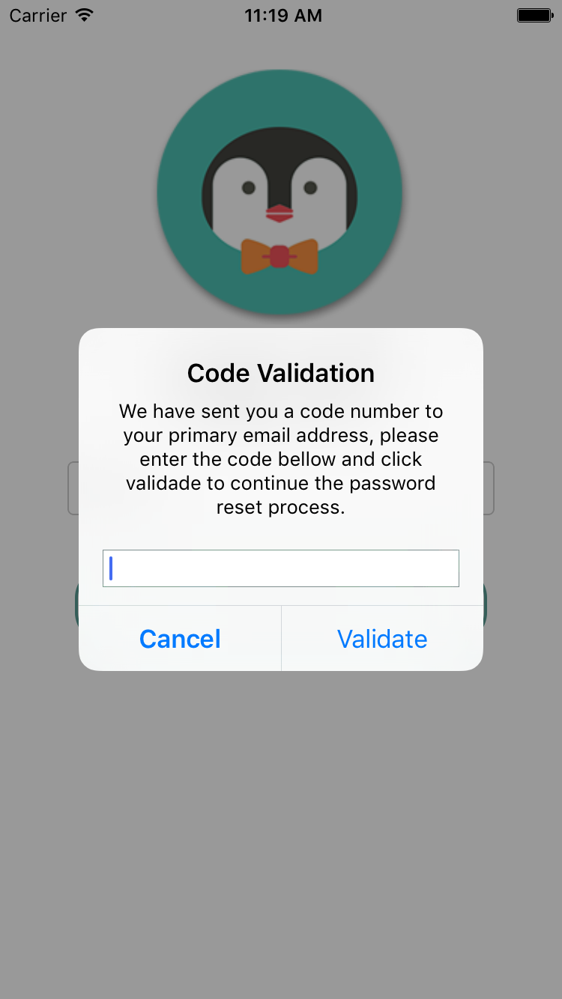 Carrier 11:19 AM
Code Validation
We have sent you a code number to
your primary email address, please
enter the code bellow and click
validade to continue the password
reset process.
Cancel Validate